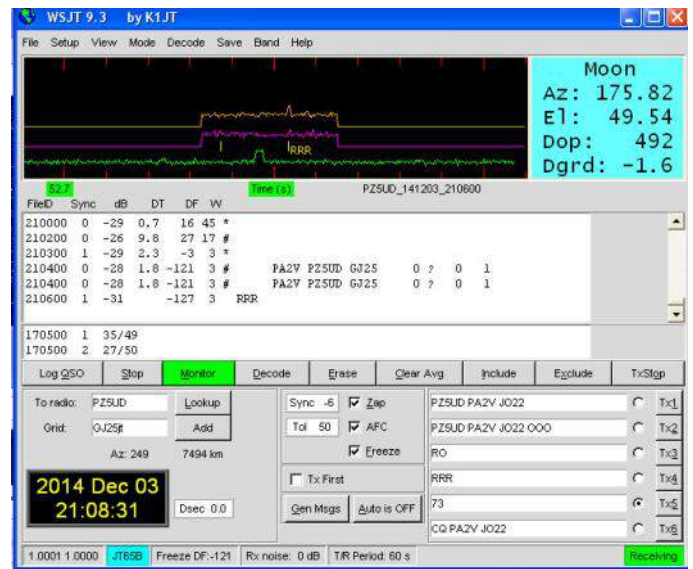 WSJT 9.3 by K1JT
File Setup View Mode Decode Save Band Help
RRR
Moon
Az: 175.82
El: 49.54
Dop: 492
Dgrd: -1.6
52.7 Time (s) PZ5UD_141203_210600
FileID Sync dB DT DF W
210000 0 -29 0.7 16 45 *
210200 0 -26 9.8 27 17 #
210300 1 -29 2.3 -3 3 *
210400 0 -28 1.8 -121 3 # PA2V PZ5UD GJ25 0 ? 0 1
210400 0 -28 1.8 -121 3 # PA2V PZ5UD GJ25 0 ? 0 1
210600 1 -31 -127 3 RRR
170500 1 35/49
170500 2 27/50
Log QSO Stop Monitor Decode Erase Clear Avg Include Exclude TxStop
To radio: PZ5UD Lookup
Grid: GJ25jt Add
Az: 249 7494 km
2014 Dec 03
21:08:31
Dsec 0.0
Sync -6 Zap
Tol 50 AFC
Freeze
Tx First
Gen Msgs Auto is OFF
PZ5UD PA2V JO22 Tx1
PZ5UD PA2V JO22 OOO Tx2
RO Tx3
RRR Tx4
73 Tx5
CQ PA2V JO22 Tx6
1.0001 1.0000 JT65B Freeze DF:-121 Rx noise: 0 dB T/R Period: 60 s Receiving